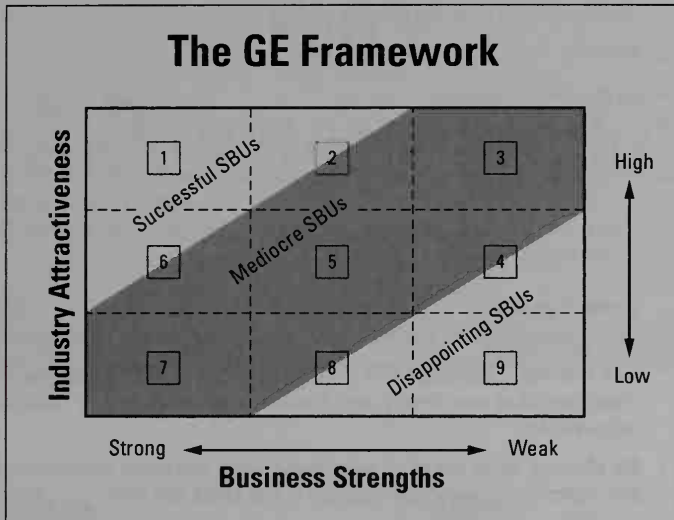 The GE Framework
Industry Attractiveness
1
Successful SBUs
2
3
High
6
Mediocre SBUs
5
4
7
8
Disappointing SBUs
9
Low
Strong
Weak
Business Strengths